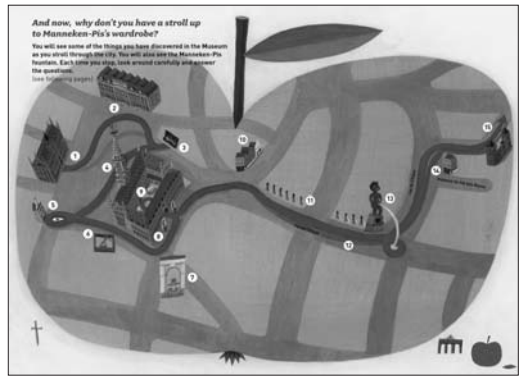 And now, why don't you have a stroll up
to Manneken-Pis's wardrobe?
You will see some of the things you have discovered in the Museum
as you stroll through the city. You will also see the Manneken-Pis
fountain. Each time you stop, look around carefully and answer
the questions.
(see following pages)
2
10
15
3
1
4
14
9
11
13
5
8
6
12
7